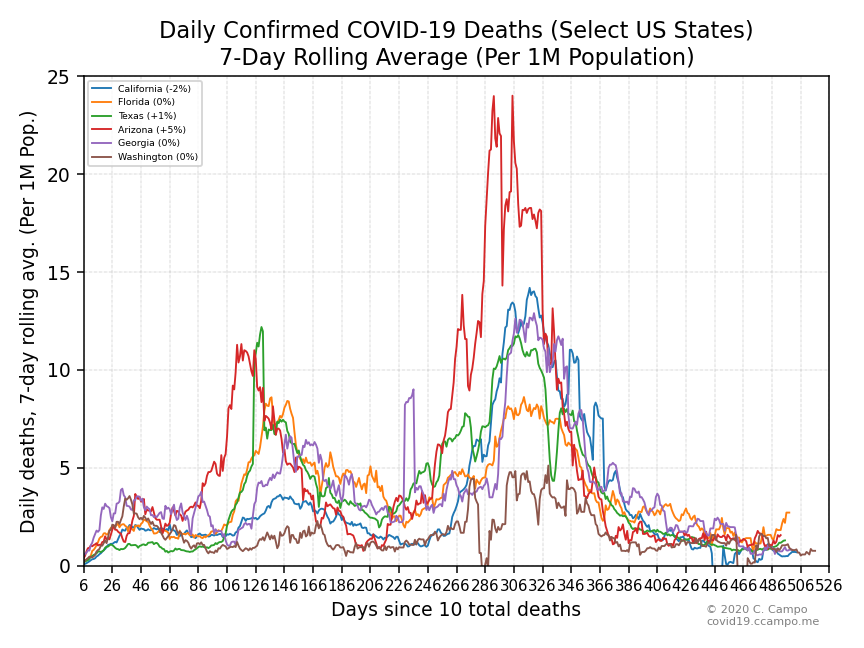 Daily Confirmed COVID-19 Deaths (Select US States)
7-Day Rolling Average (Per 1M Population)
Daily deaths, 7-day rolling avg. (Per 1M Pop.)
25
20
15
10
5
0
California (-2%)
Florida (0%)
Texas (+1%)
Arizona (+5%)
Georgia (0%)
Washington (0%)
6 26 46 66 86 106 126 146 166 186 206 226 246 266 286 306 326 346 366 386 406 426 446 466 486 506 526
Days since 10 total deaths
© 2020 C. Campo
covid19.ccampo.me